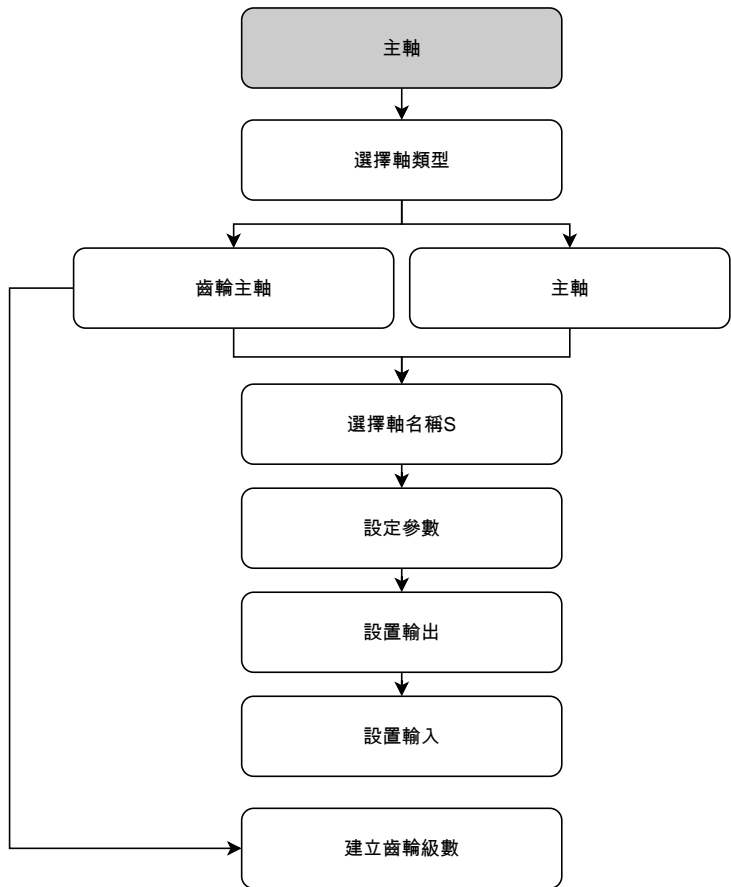 主軸
選擇軸類型
齒輪主軸
主軸
選擇軸名稱S
設定參數
設置輸出
設置輸入
建立齒輪級數